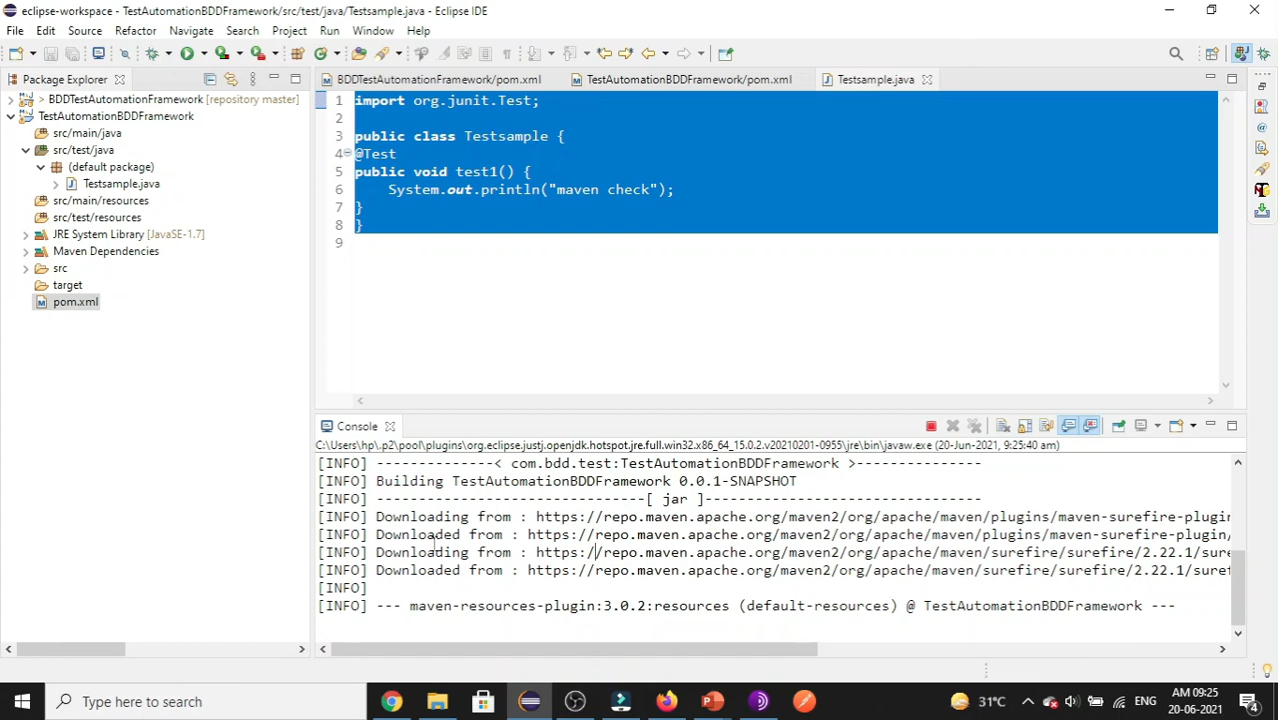 eclipse-workspace - TestAutomationBDDFramework/src/test/java/Testsample.java - Eclipse IDE
File Edit Source Refactor Navigate Search Project Run Window Help
Package Explorer
BDDTestAutomationFramework/pom.xml
TestAutomationBDDFramework/pom.xml
Testsample.java
> BDDTestAutomationFramework [repository master]
TestAutomationBDDFramework
src/main/java
src/test/java
(default package)
Testsample.java
src/main/resources
src/test/resources
JRE System Library [JavaSE-1.7]
Maven Dependencies
src
target
pom.xml
1 import org.junit.Test;
2
3 public class Testsample {
4 @Test
5 public void test1() {
6 System.out.println("maven check");
7 }
8 }
9
Console
C:\Users\hp\.p2\pool\plugins\org.eclipse.justj.openjdk.hotspot.jre.full.win32.x86_64_15.0.2.v20210201-0955\jre\bin\javaw.exe (20-Jun-2021, 9:25:40 am)
[INFO] --------------< com.bdd.test:TestAutomationBDDFramework >---------------
[INFO] Building TestAutomationBDDFramework 0.0.1-SNAPSHOT
[INFO] --------------------------------[ jar ]---------------------------------
[INFO] Downloading from : https://repo.maven.apache.org/maven2/org/apache/maven/plugins/maven-surefire-plugin
[INFO] Downloaded from : https://repo.maven.apache.org/maven2/org/apache/maven/plugins/maven-surefire-plugin/
[INFO] Downloading from : https://repo.maven.apache.org/maven2/org/apache/maven/surefire/surefire/2.22.1/sure
[INFO] Downloaded from : https://repo.maven.apache.org/maven2/org/apache/maven/surefire/surefire/2.22.1/suref
[INFO]
[INFO] --- maven-resources-plugin:3.0.2:resources (default-resources) @ TestAutomationBDDFramework ---
Type here to search
31°C
ENG
AM 09:25
20-06-2021
4